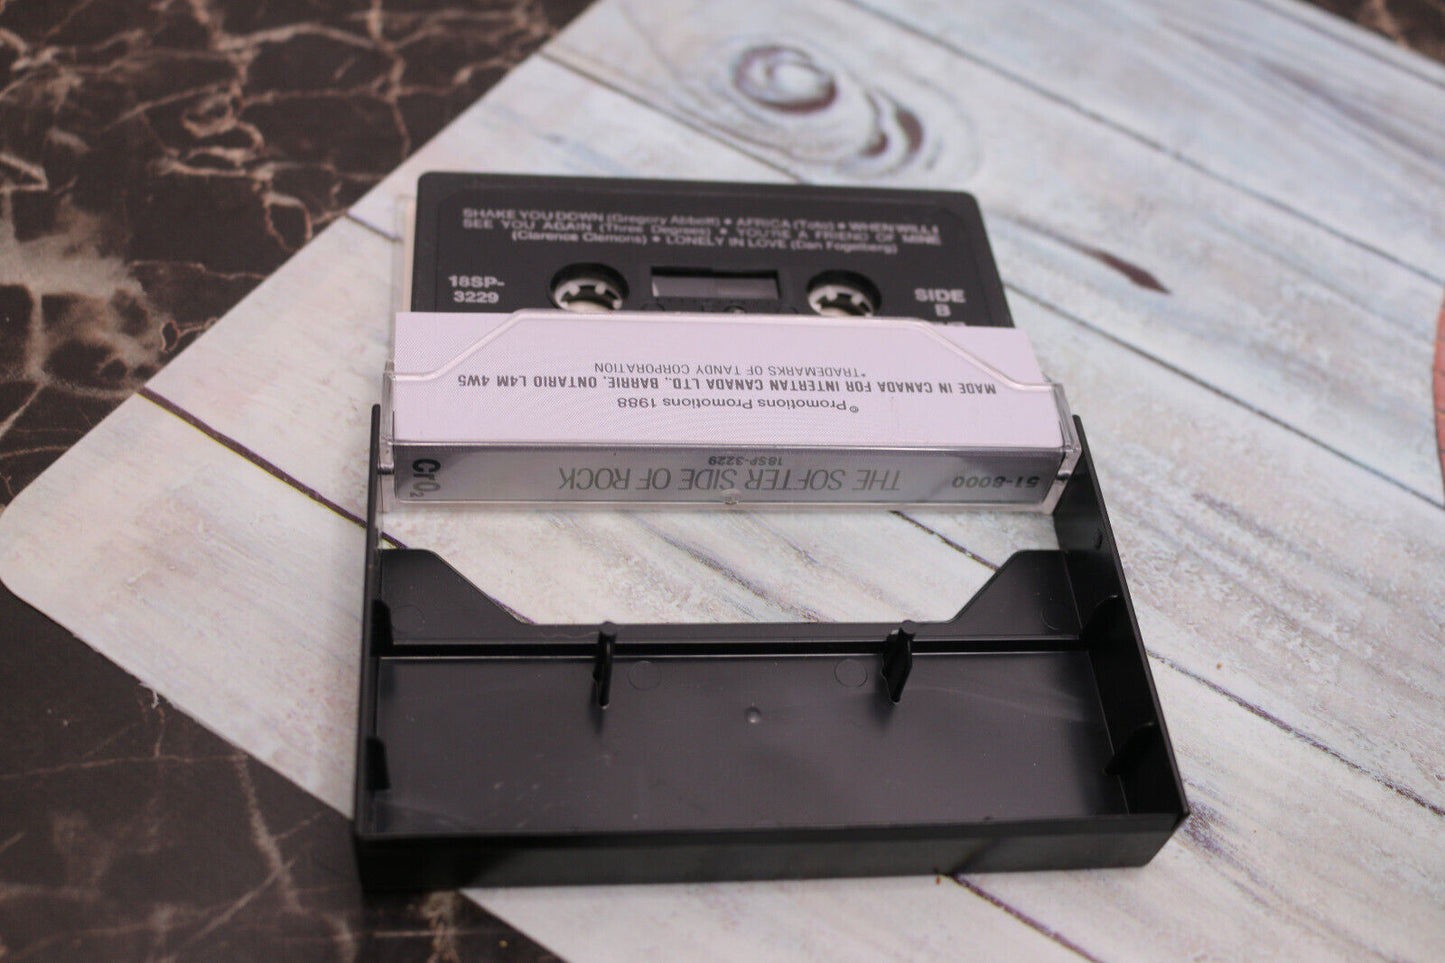 SHAKE YOU DOWN (Gregory Abbott) • AFRICA (Toto) • WHEN WILL I
SEE YOU AGAIN (Three Degrees) • YOU'RE A FRIEND OF MINE
(Clarence Clemons) • LONELY IN LOVE (Dan Fogelberg)
18SP-
3229
SIDE
B
℗Promotions Promotions 1988
MADE IN CANADA FOR INTERTAN CANADA LTD., BARRIE, ONTARIO L4M 4W5
*TRADEMARKS OF TANDY CORPORATION
51-8000
THE SOFTER SIDE OF ROCK
18SP-3229
CrO₂